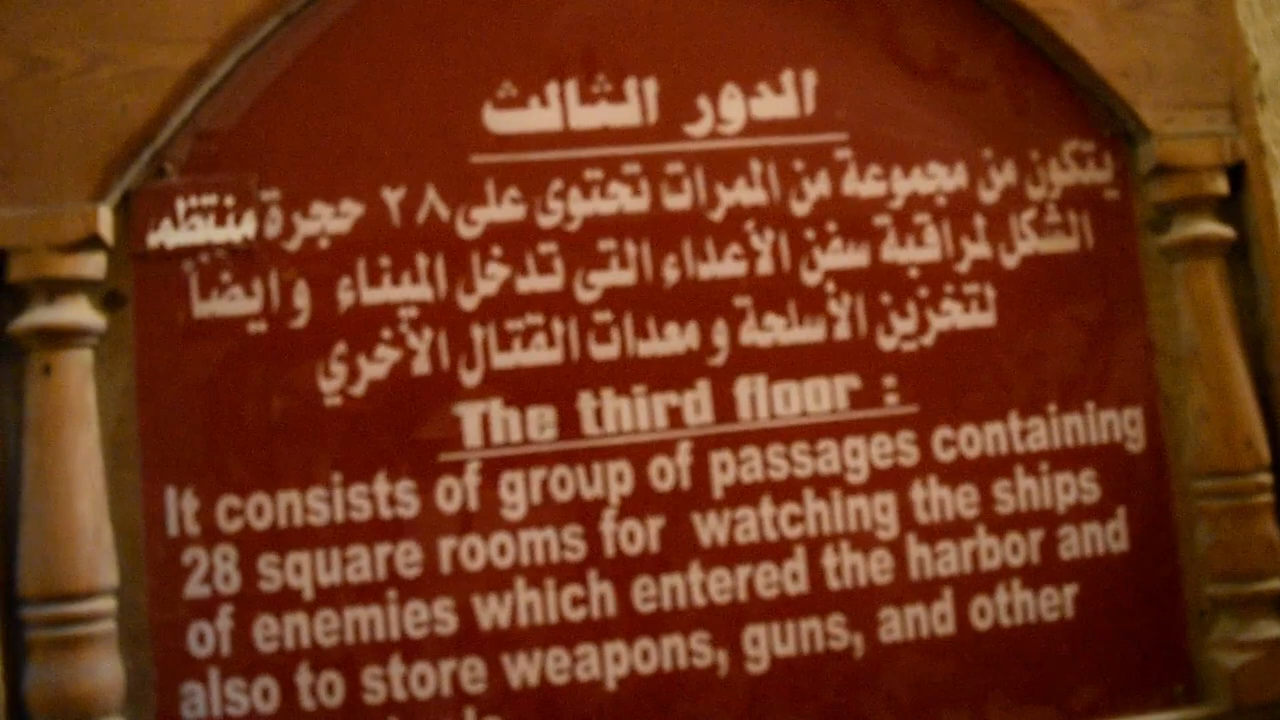 الدور الثالث
يتكون من مجموعة من الممرات تحتوى على ٢٨ حجرة منتظمة
الشكل لمراقبة سفن الأعداء التى تدخل الميناء وايضاً
لتخزين الأسلحة و معدات القتال الأخري
The third floor :
It consists of group of passages containing
28 square rooms for watching the ships
of enemies which entered the harbor and
also to store weapons, guns, and other